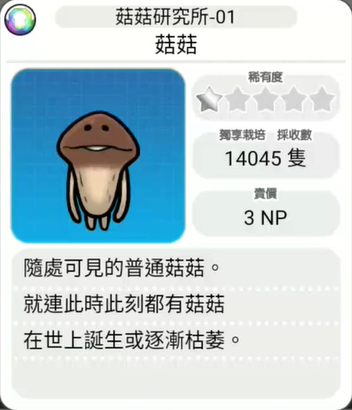 菇菇研究所-01
菇菇
稀有度
獨享栽培　採收數
14045 隻
賣價
3 NP
隨處可見的普通菇菇。
就連此時此刻都有菇菇
在世上誕生或逐漸枯萎。